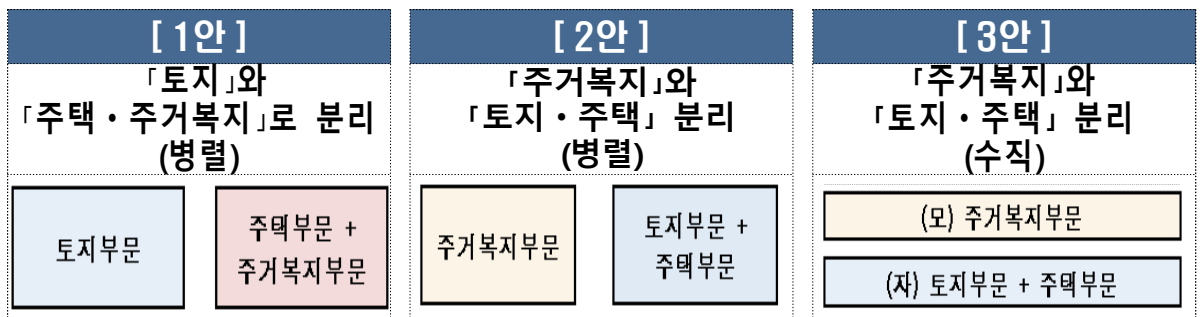 [ 1안 ]
「토지」와
「주택・주거복지」로 분리
(병렬)
토지부문
주택부문 +
주거복지부문
[ 2안 ]
「주거복지」와
「토지・주택」 분리
(병렬)
주거복지부문
토지부문 +
주택부문
[ 3안 ]
「주거복지」와
「토지・주택」 분리
(수직)
(모) 주거복지부문
(자) 토지부문 + 주택부문